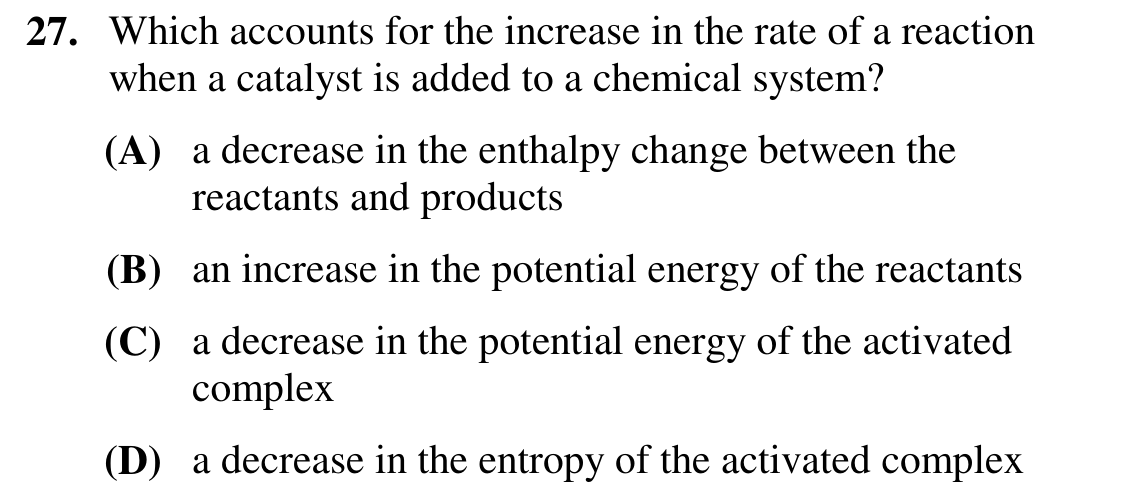 27. Which accounts for the increase in the rate of a reaction
when a catalyst is added to a chemical system?
(A) a decrease in the enthalpy change between the
reactants and products
(B) an increase in the potential energy of the reactants
(C) a decrease in the potential energy of the activated
complex
(D) a decrease in the entropy of the activated complex